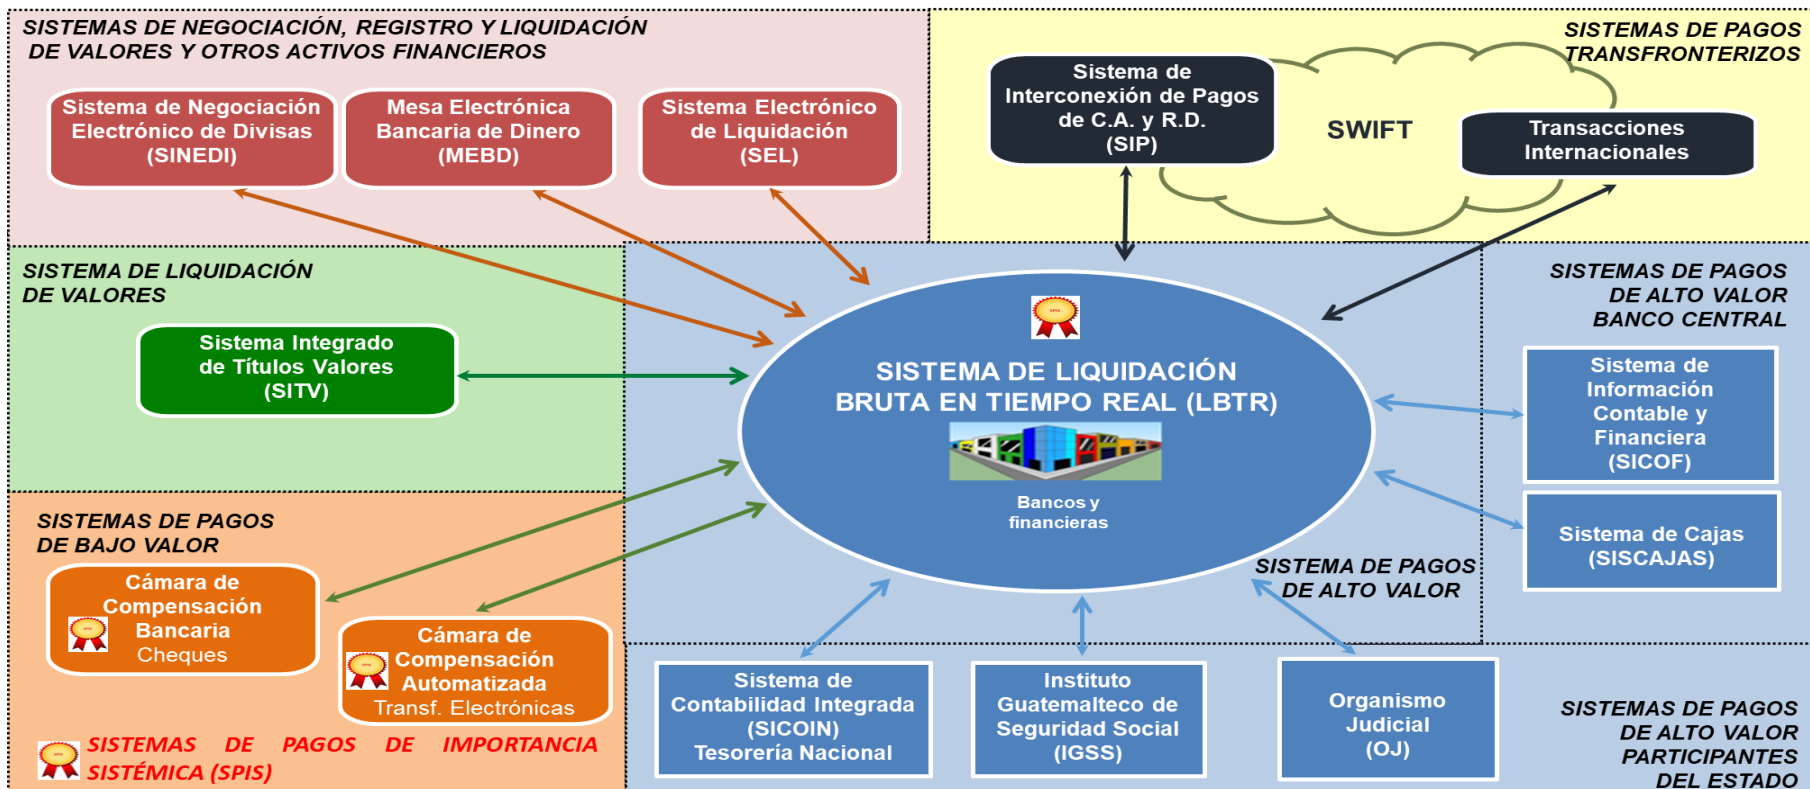 SISTEMAS DE NEGOCIACIÓN, REGISTRO Y LIQUIDACIÓN
DE VALORES Y OTROS ACTIVOS FINANCIEROS
Sistema de Negociación
Electrónico de Divisas
(SINEDI)
Mesa Electrónica
Bancaria de Dinero
(MEBD)
Sistema Electrónico
de Liquidación
(SEL)
SISTEMAS DE PAGOS
TRANSFRONTERIZOS
Sistema de
Interconexión de Pagos
de C.A. y R.D.
(SIP)
SWIFT
Transacciones
Internacionales
SISTEMA DE LIQUIDACIÓN
DE VALORES
Sistema Integrado
de Títulos Valores
(SITV)
SISTEMA DE LIQUIDACIÓN
BRUTA EN TIEMPO REAL (LBTR)
Bancos y
financieras
SISTEMA DE PAGOS
DE ALTO VALOR
SISTEMAS DE PAGOS
DE ALTO VALOR
BANCO CENTRAL
Sistema de
Información
Contable y
Financiera
(SICOF)
Sistema de Cajas
(SISCAJAS)
SISTEMAS DE PAGOS
DE BAJO VALOR
Cámara de
Compensación
Bancaria
Cheques
Cámara de
Compensación
Automatizada
Transf. Electrónicas
SISTEMAS DE PAGOS DE IMPORTANCIA
SISTÉMICA (SPIS)
Sistema de
Contabilidad Integrada
(SICOIN)
Tesorería Nacional
Instituto
Guatemalteco de
Seguridad Social
(IGSS)
Organismo
Judicial
(OJ)
SISTEMAS DE PAGOS
DE ALTO VALOR
PARTICIPANTES
DEL ESTADO